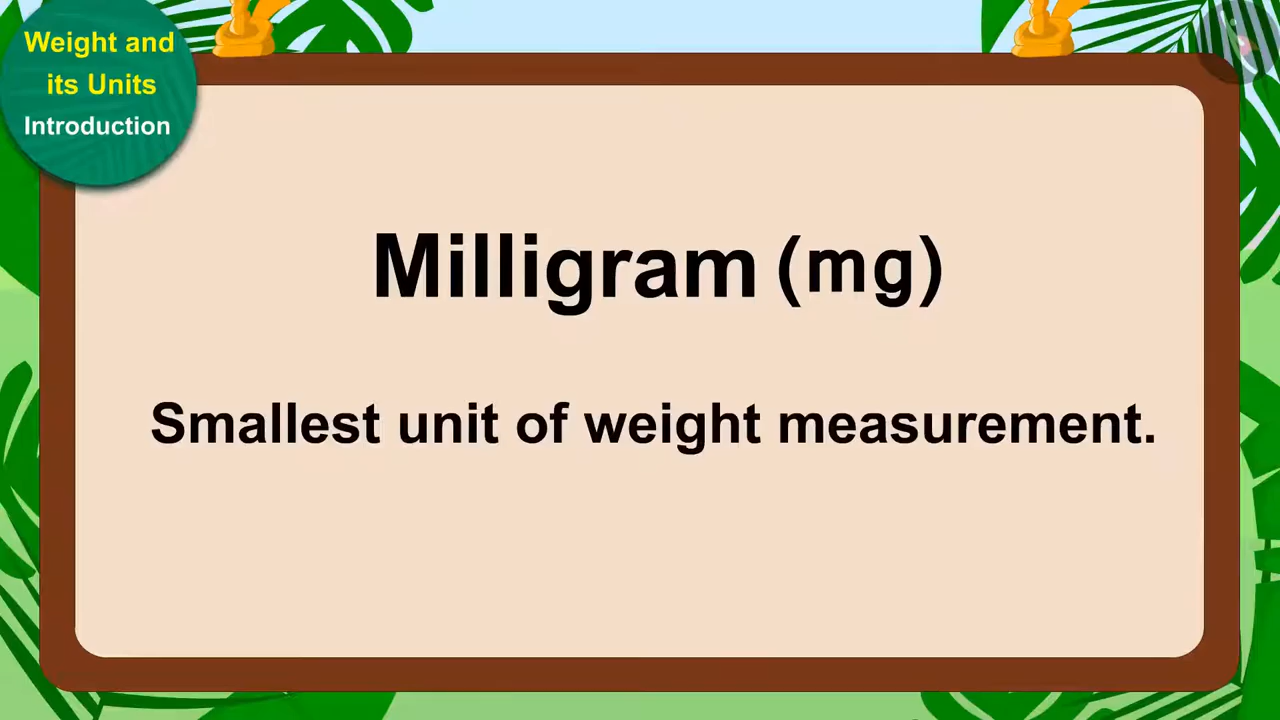 Weight and
its Units
Introduction
Milligram (mg)
Smallest unit of weight measurement.